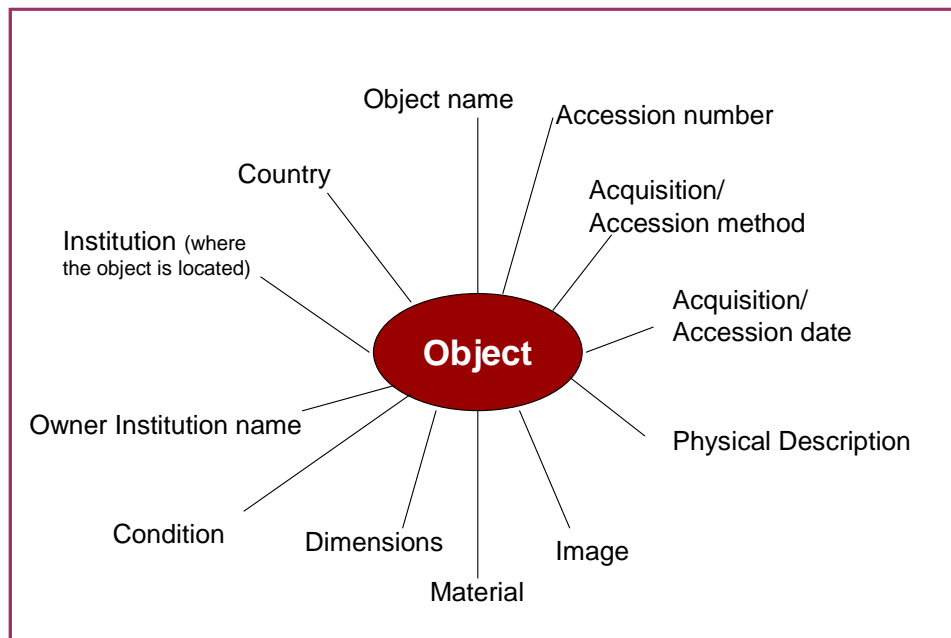 Object name
Accession number
Country
Acquisition/
Accession method
Institution (where
the object is located)
Acquisition/
Accession date
Object
Owner Institution name
Physical Description
Condition
Dimensions
Image
Material